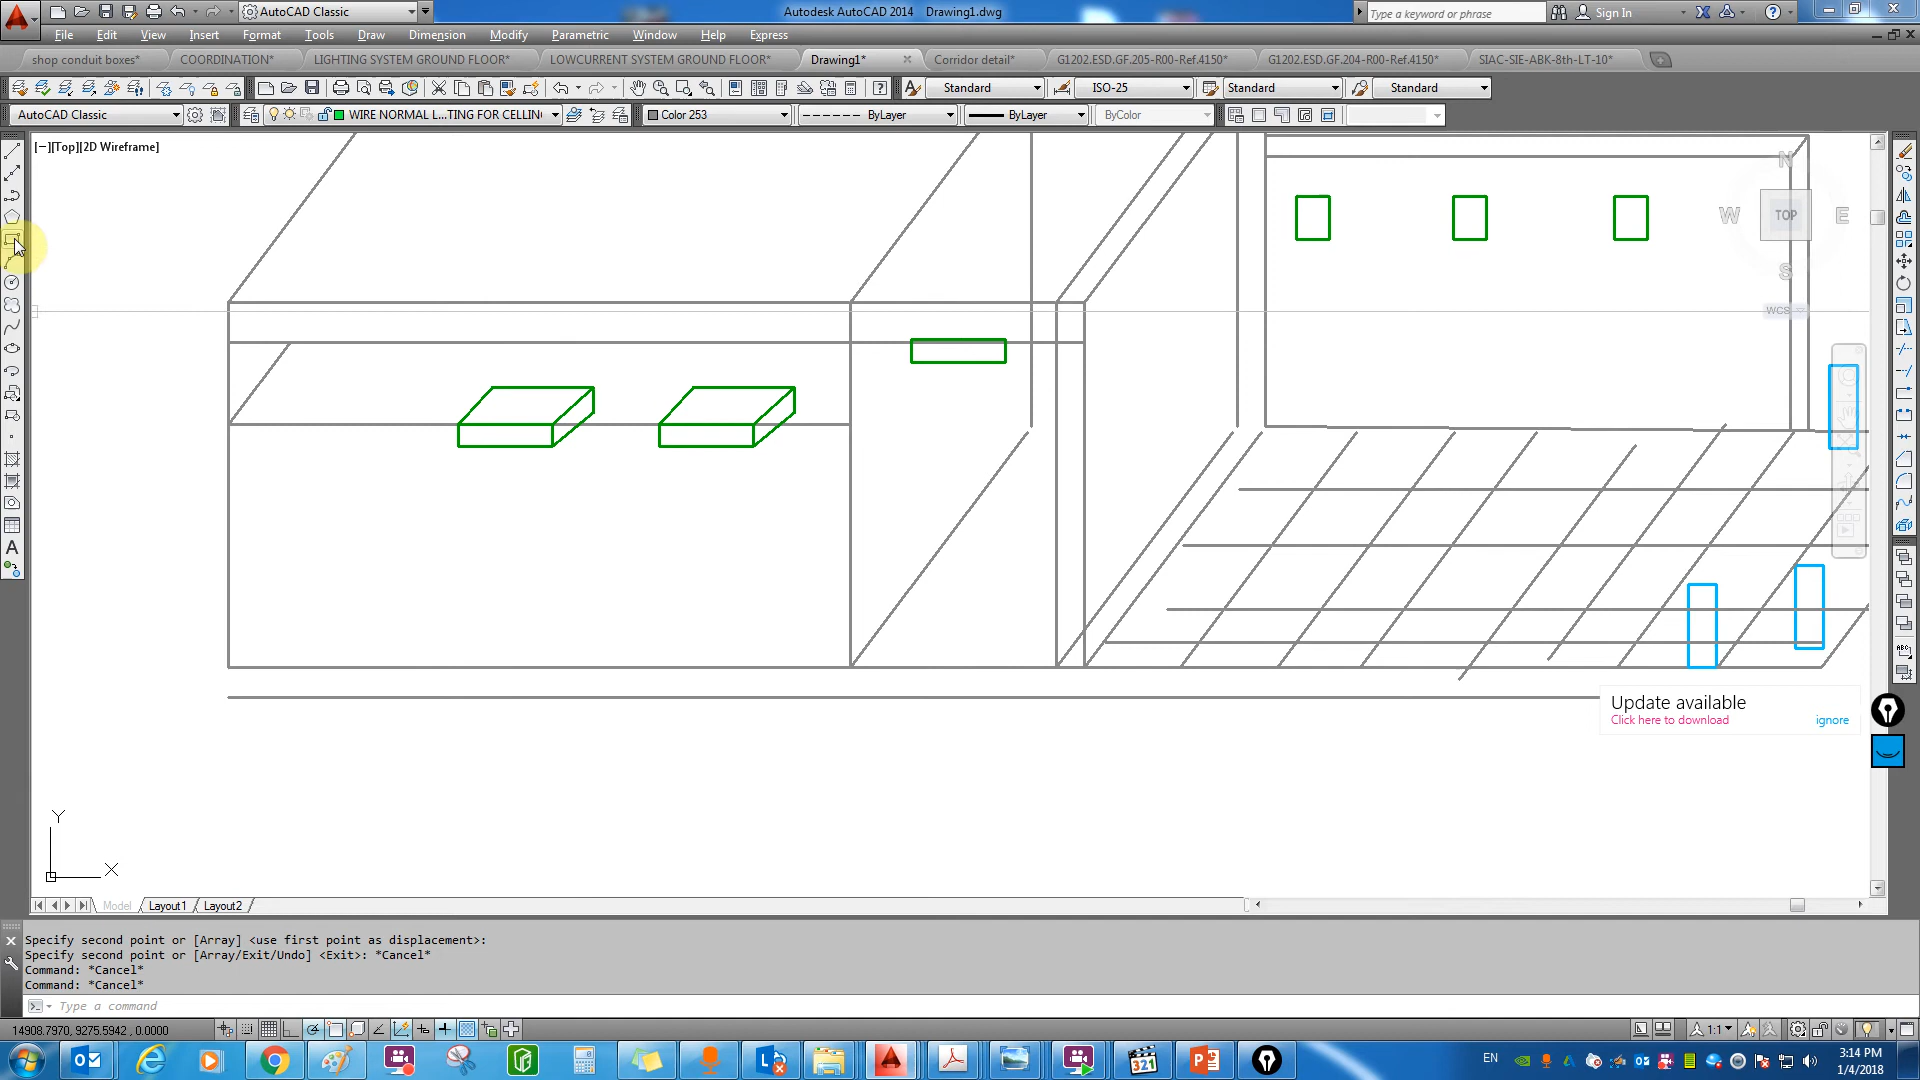 AutoCAD Classic
Autodesk AutoCAD 2014 Drawing1.dwg
Type a keyword or phrase
Sign In
File Edit View Insert Format Tools Draw Dimension Modify Parametric Window Help Express
shop conduit boxes* COORDINATION* LIGHTING SYSTEM GROUND FLOOR* LOWCURRENT SYSTEM GROUND FLOOR* Drawing1* Corridor detail* G1202.ESD.GF.205-R00-Ref.4150* G1202.ESD.GF.204-R00-Ref.4150* SIAC-SIE-ABK-8th-LT-10*
Standard ISO-25 Standard Standard
AutoCAD Classic WIRE NORMAL L...TING FOR CELLING Color 253 ByLayer ByLayer ByColor
[−][Top][2D Wireframe]
N
W TOP E
S
WCS
A
ABC
Update available
Click here to download ignore
Y
X
Model Layout1 Layout2
Specify second point or [Array] <use first point as displacement>:
Specify second point or [Array/Exit/Undo] <Exit>: *Cancel*
Command: *Cancel*
Command: *Cancel*
Type a command
14908.7970, 9275.5942 , 0.0000
1:1
321
EN
3:14 PM
1/4/2018